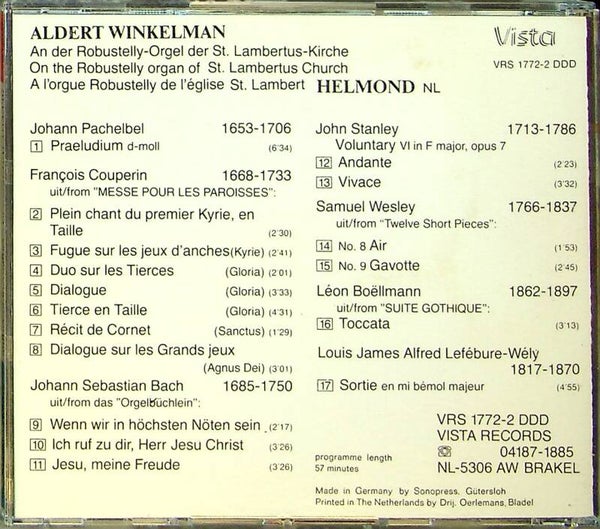 ALDERT WINKELMAN
An der Robustelly-Orgel der St. Lambertus-Kirche
On the Robustelly organ of St. Lambertus Church
A l'orgue Robustelly de l'église St. Lambert HELMOND NL
Vista
VRS 1772-2 DDD
Johann Pachelbel 1653-1706
1 Praeludium d-moll (6'34)
François Couperin 1668-1733
uit/from "MESSE POUR LES PAROISSES":
2 Plein chant du premier Kyrie, en
Taille (2'30)
3 Fugue sur les jeux d'anches(Kyrie) (2'41)
4 Duo sur les Tierces (Gloria) (2'01)
5 Dialogue (Gloria) (3'33)
6 Tierce en Taille (Gloria) (4'31)
7 Récit de Cornet (Sanctus) (1'29)
8 Dialogue sur les Grands jeux
(Agnus Dei) (3'01)
Johann Sebastian Bach 1685-1750
uit/from das "Orgelbüchlein":
9 Wenn wir in höchsten Nöten sein (2'17)
10 Ich ruf zu dir, Herr Jesu Christ (3'26)
11 Jesu, meine Freude (3'26)
John Stanley 1713-1786
Voluntary VI in F major, opus 7
12 Andante (2'23)
13 Vivace (3'32)
Samuel Wesley 1766-1837
uit/from "Twelve Short Pieces":
14 No. 8 Air (1'53)
15 No. 9 Gavotte (2'45)
Léon Boëllmann 1862-1897
uit/from "SUITE GOTHIQUE":
16 Toccata (3'13)
Louis James Alfred Lefébure-Wély
1817-1870
17 Sortie en mi bémol majeur (4'55)
programme length
57 minutes
VRS 1772-2 DDD
VISTA RECORDS
☏ 04187-1885
NL-5306 AW BRAKEL
Made in Germany by Sonopress. Gütersloh
Printed in The Netherlands by Drij. Oerlemans, Bladel